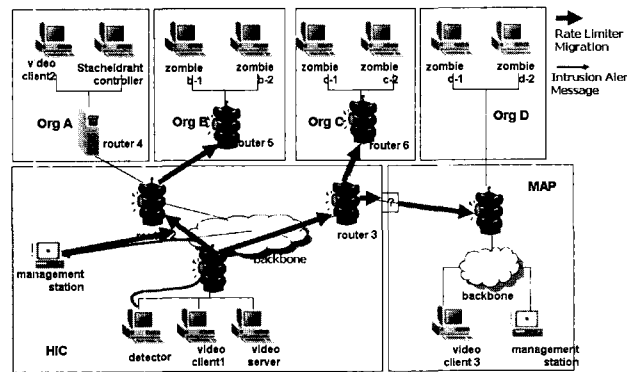 video
client2
Stacheldraht
controller
Org A
router 4
zombie
b-1
zombie
b-2
Org B
router 5
zombie
c-1
zombie
c-2
Org C
router 6
zombie
d-1
zombie
d-2
Org D
Rate Limiter
Migration
Intrusion Aler
Message
router 3
?
MAP
backbone
management
station
backbone
detector
video
client1
video
server
HIC
video
client 3
management
station